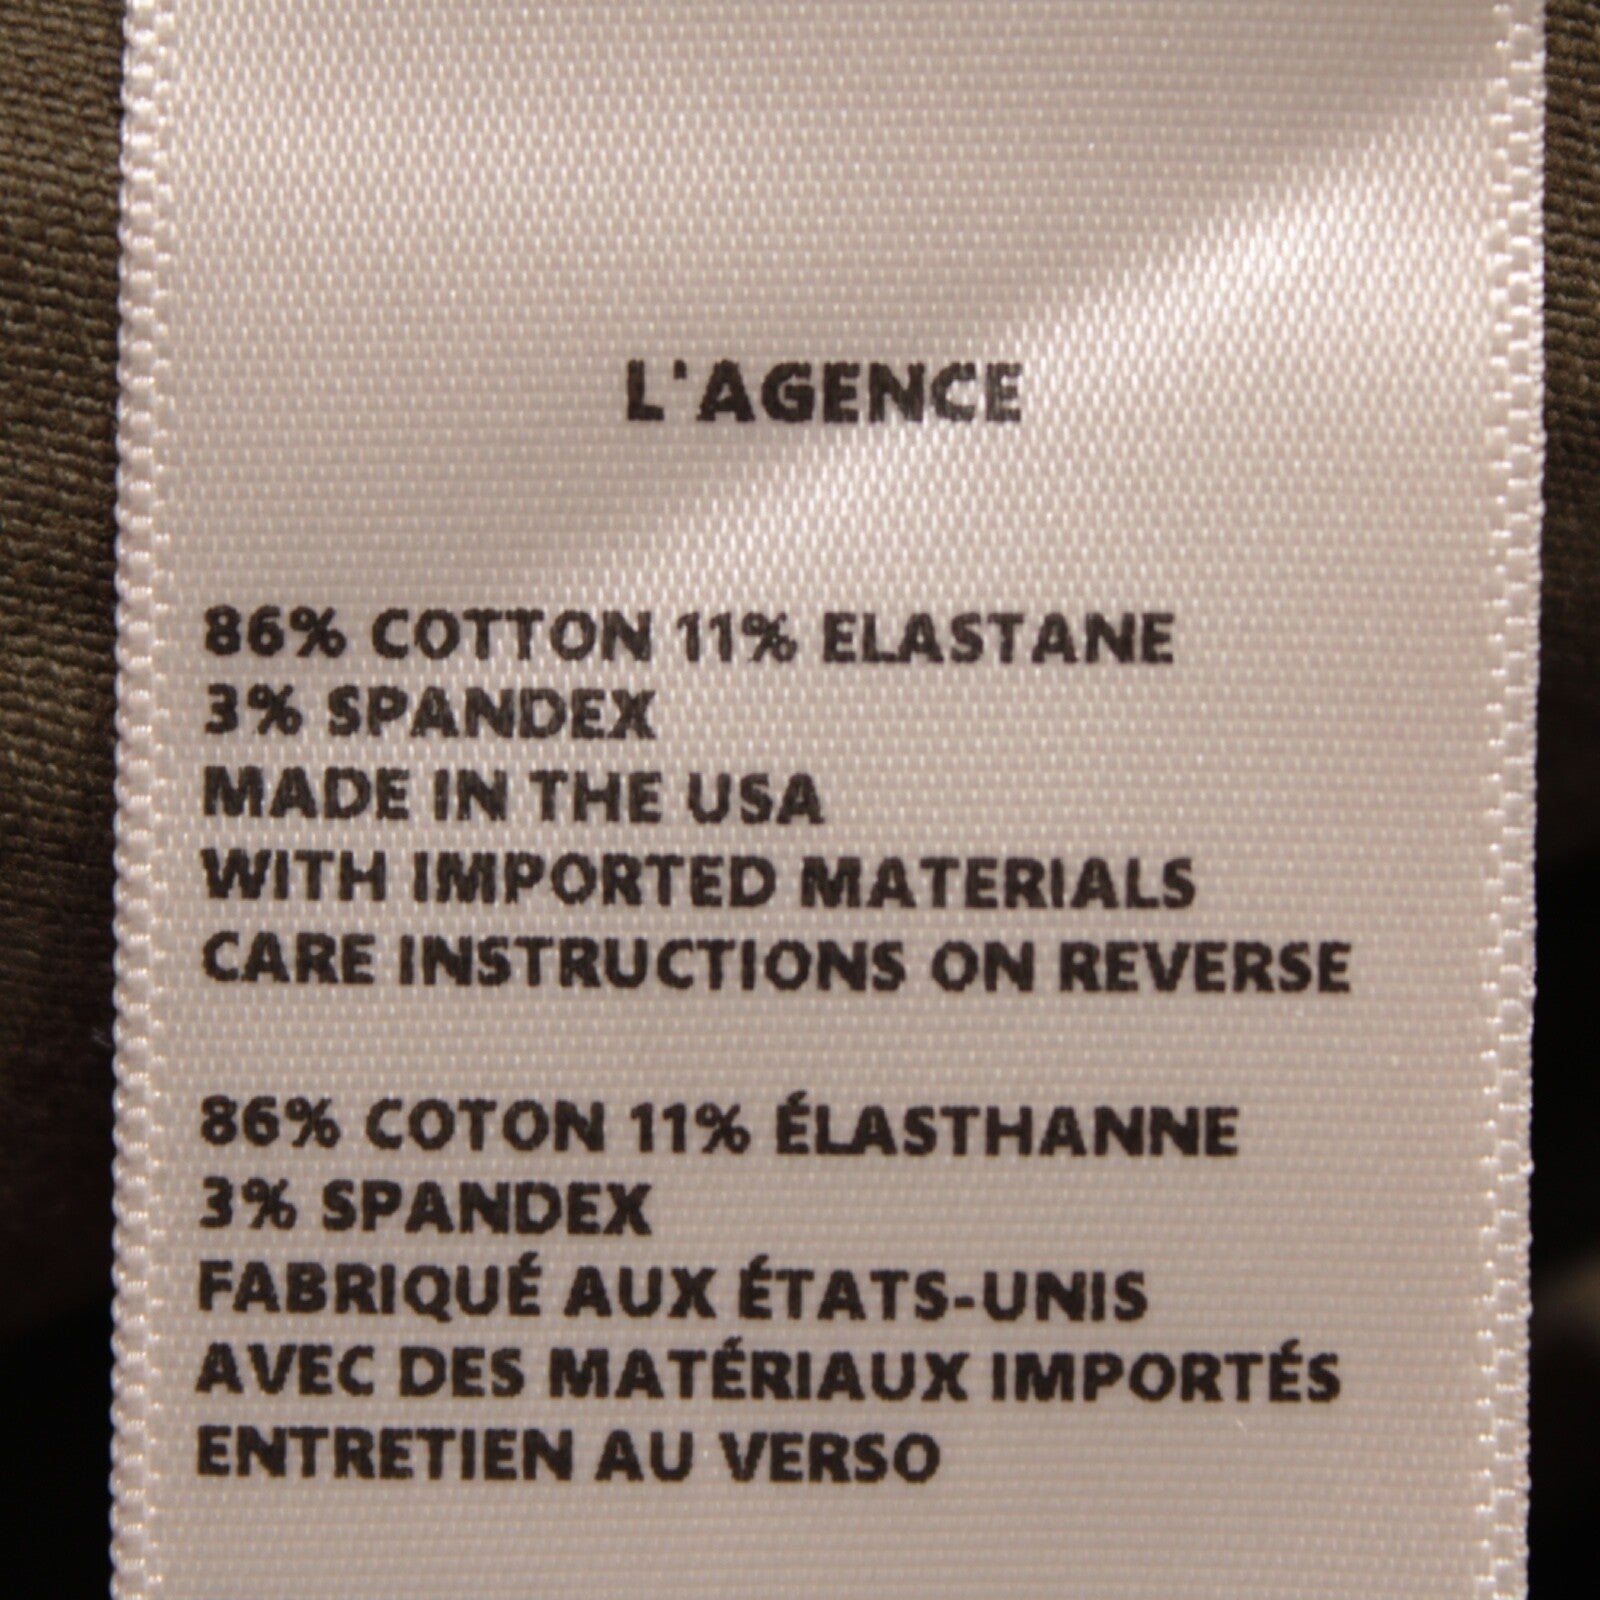 L'AGENCE
86% COTTON 11% ELASTANE
3% SPANDEX
MADE IN THE USA
WITH IMPORTED MATERIALS
CARE INSTRUCTIONS ON REVERSE
86% COTON 11% ÉLASTHANNE
3% SPANDEX
FABRIQUÉ AUX ÉTATS-UNIS
AVEC DES MATÉRIAUX IMPORTÉS
ENTRETIEN AU VERSO